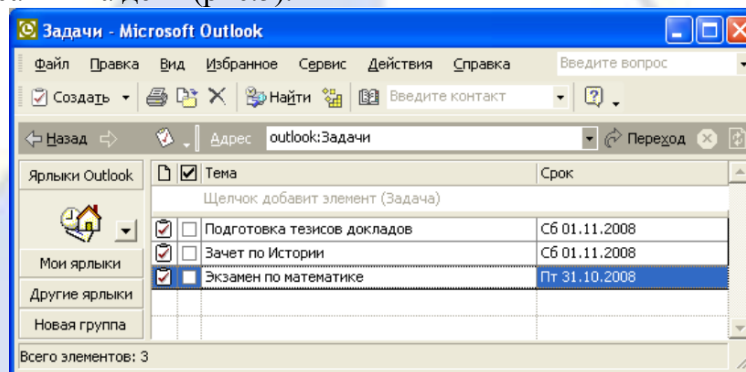 Задачи - Microsoft Outlook
Файл Правка Вид Избранное Сервис Действия Справка Введите вопрос
Создать Найти Введите контакт
Назад Адрес outlook:Задачи Переход
Ярлыки Outlook Тема Срок
Щелчок добавит элемент (Задача)
Подготовка тезисов докладов Сб 01.11.2008
Зачет по Истории Сб 01.11.2008
Мои ярлыки
Экзамен по математике Пт 31.10.2008
Другие ярлыки
Новая группа
Всего элементов: 3